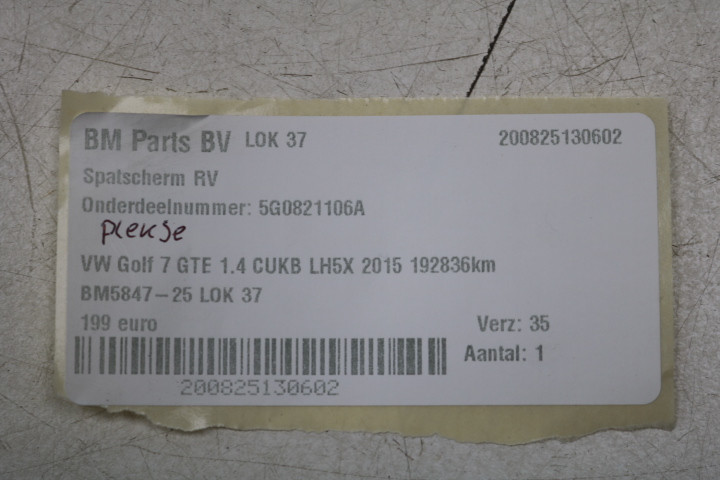 BM Parts BV LOK 37 200825130602
Spatscherm RV
Onderdeelnummer: 5G0821106A
plekje
VW Golf 7 GTE 1.4 CUKB LH5X 2015 192836km
BM5847-25 LOK 37
199 euro Verz: 35
Aantal: 1
200825130602